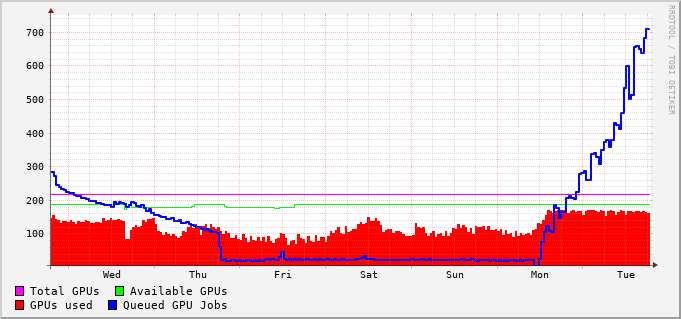 RRDTOOL / TOBI OETIKER
700
600
500
400
300
200
100
Wed Thu Fri Sat Sun Mon Tue
Total GPUs Available GPUs
GPUs used Queued GPU Jobs